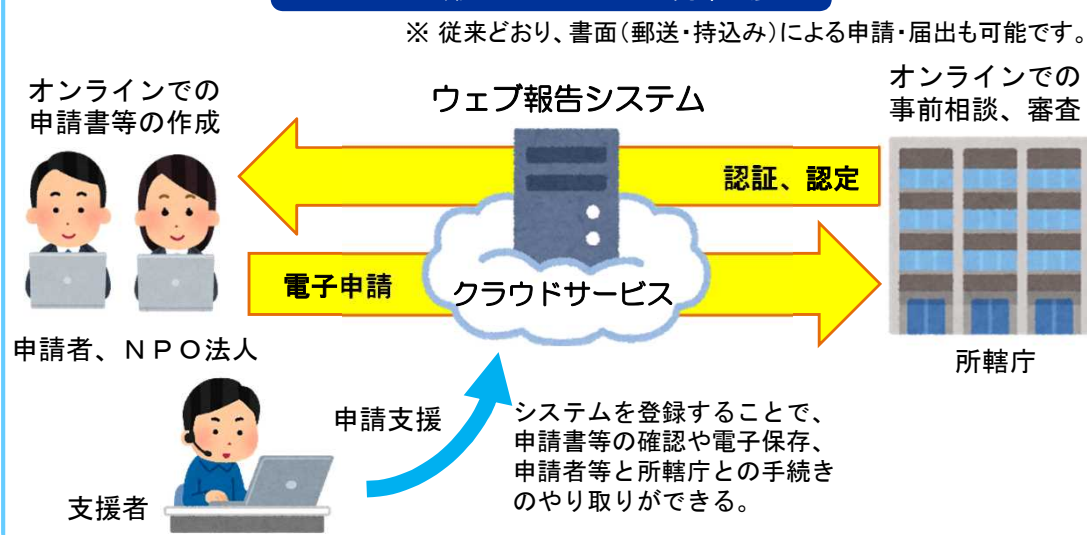 ※ 従来どおり、書面（郵送・持込み）による申請・届出も可能です。
オンラインでの
申請書等の作成
ウェブ報告システム
オンラインでの
事前相談、審査
認証、認定
電子申請
クラウドサービス
申請者、ＮＰＯ法人
所轄庁
申請支援
システムを登録することで、
申請書等の確認や電子保存、
申請者等と所轄庁との手続き
のやり取りができる。
支援者